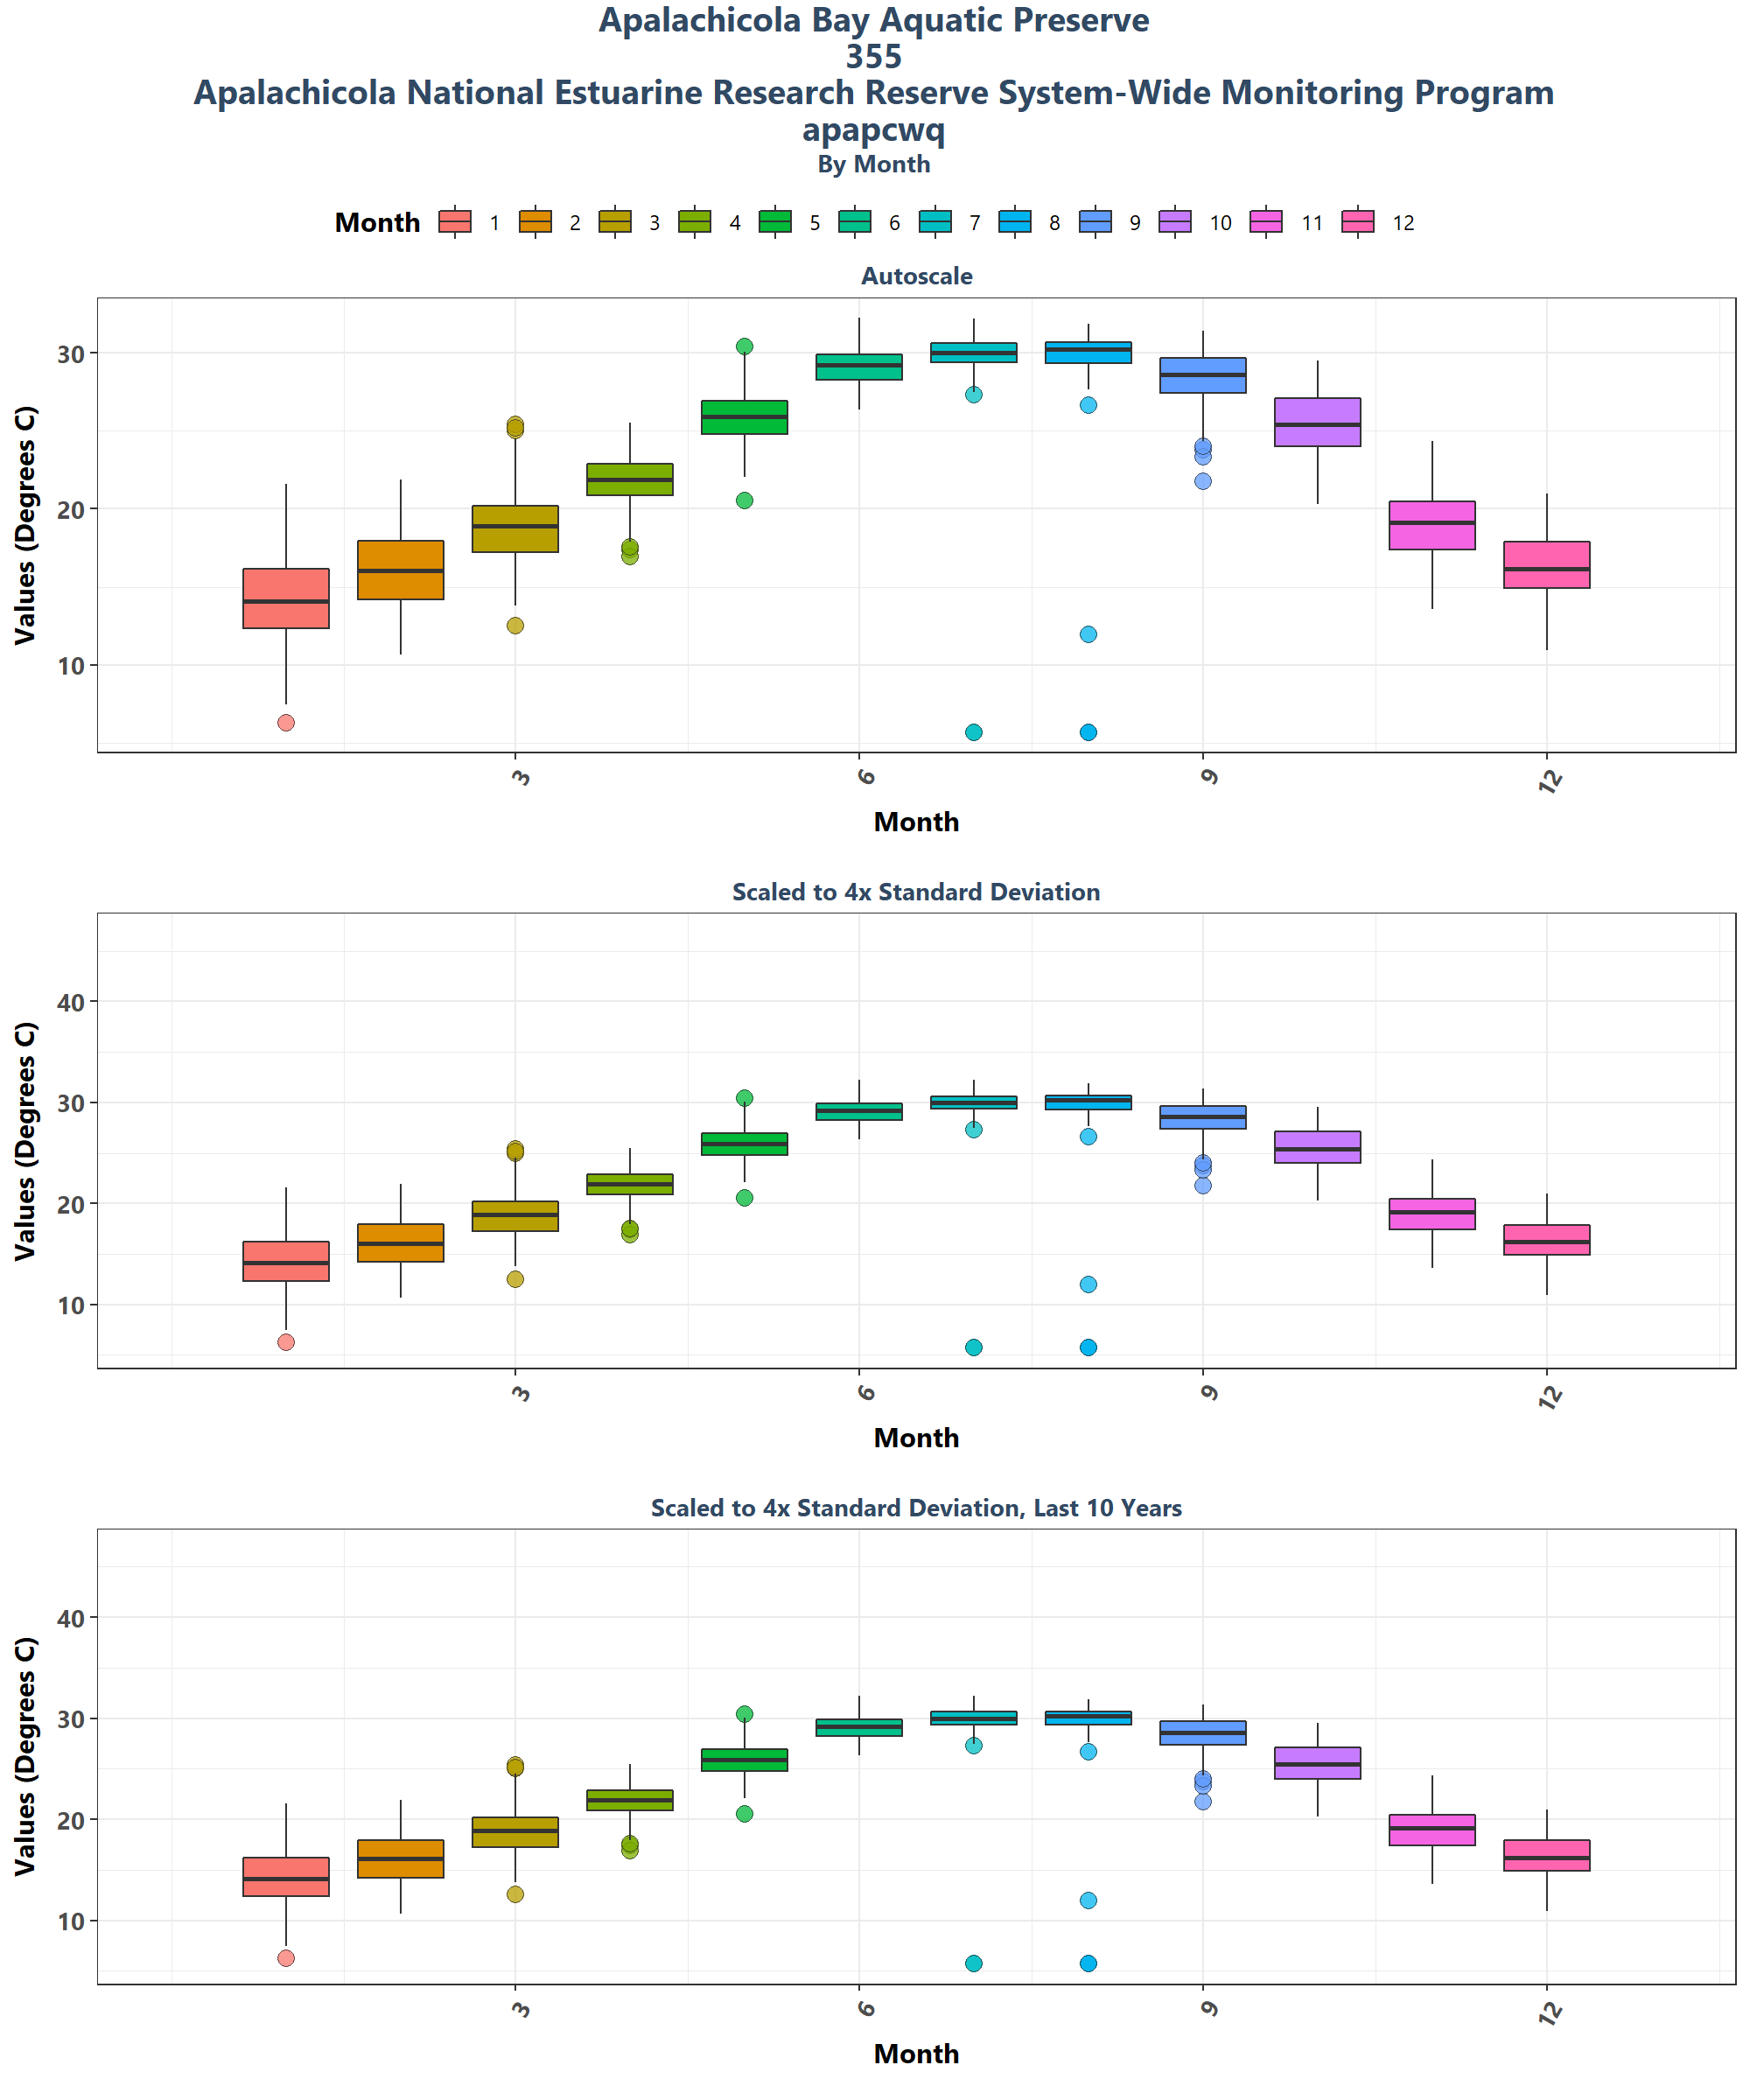 Apalachicola Bay Aquatic Preserve
355
Apalachicola National Estuarine Research Reserve System-Wide Monitoring Program
apapcwq
By Month
Month 1 2 3 4 5 6 7 8 9 10 11 12
Autoscale
Values (Degrees C)
30
20
10
3 6 9 12
Month
Scaled to 4x Standard Deviation
Values (Degrees C)
40
30
20
10
3 6 9 12
Month
Scaled to 4x Standard Deviation, Last 10 Years
Values (Degrees C)
40
30
20
10
3 6 9 12
Month